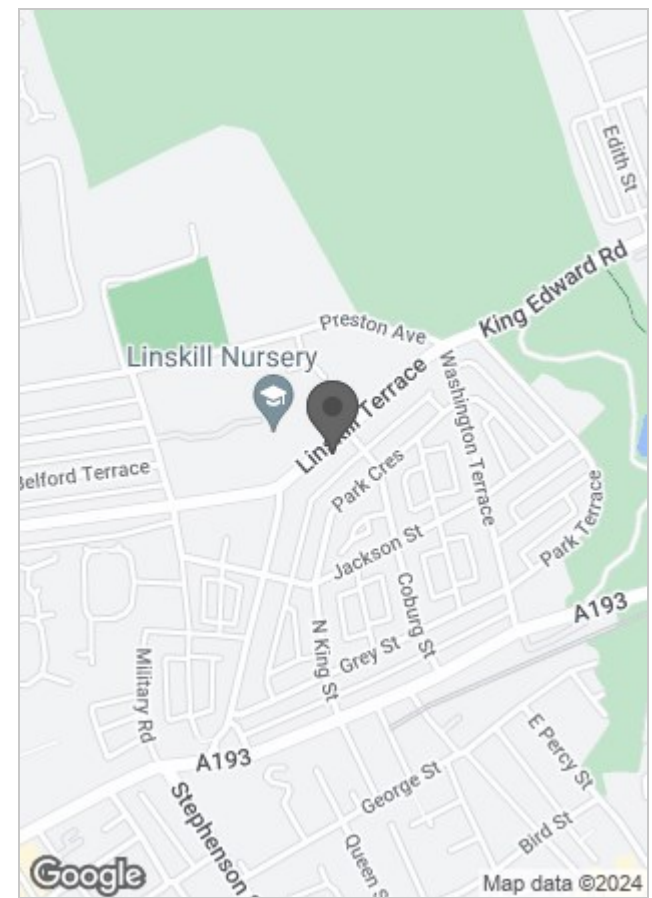 Edith St
King Edward Rd
Preston Ave
Linskill Nursery
Linskill Terrace
Washington Terrace
Belford Terrace
Park Cres
Park Terrace
Jackson St
Coburg St
A193
N King St
Grey St
Military Rd
A193
E Percy St
George St
Stephenson S
Bird St
Queen S
Google
Map data ©2024